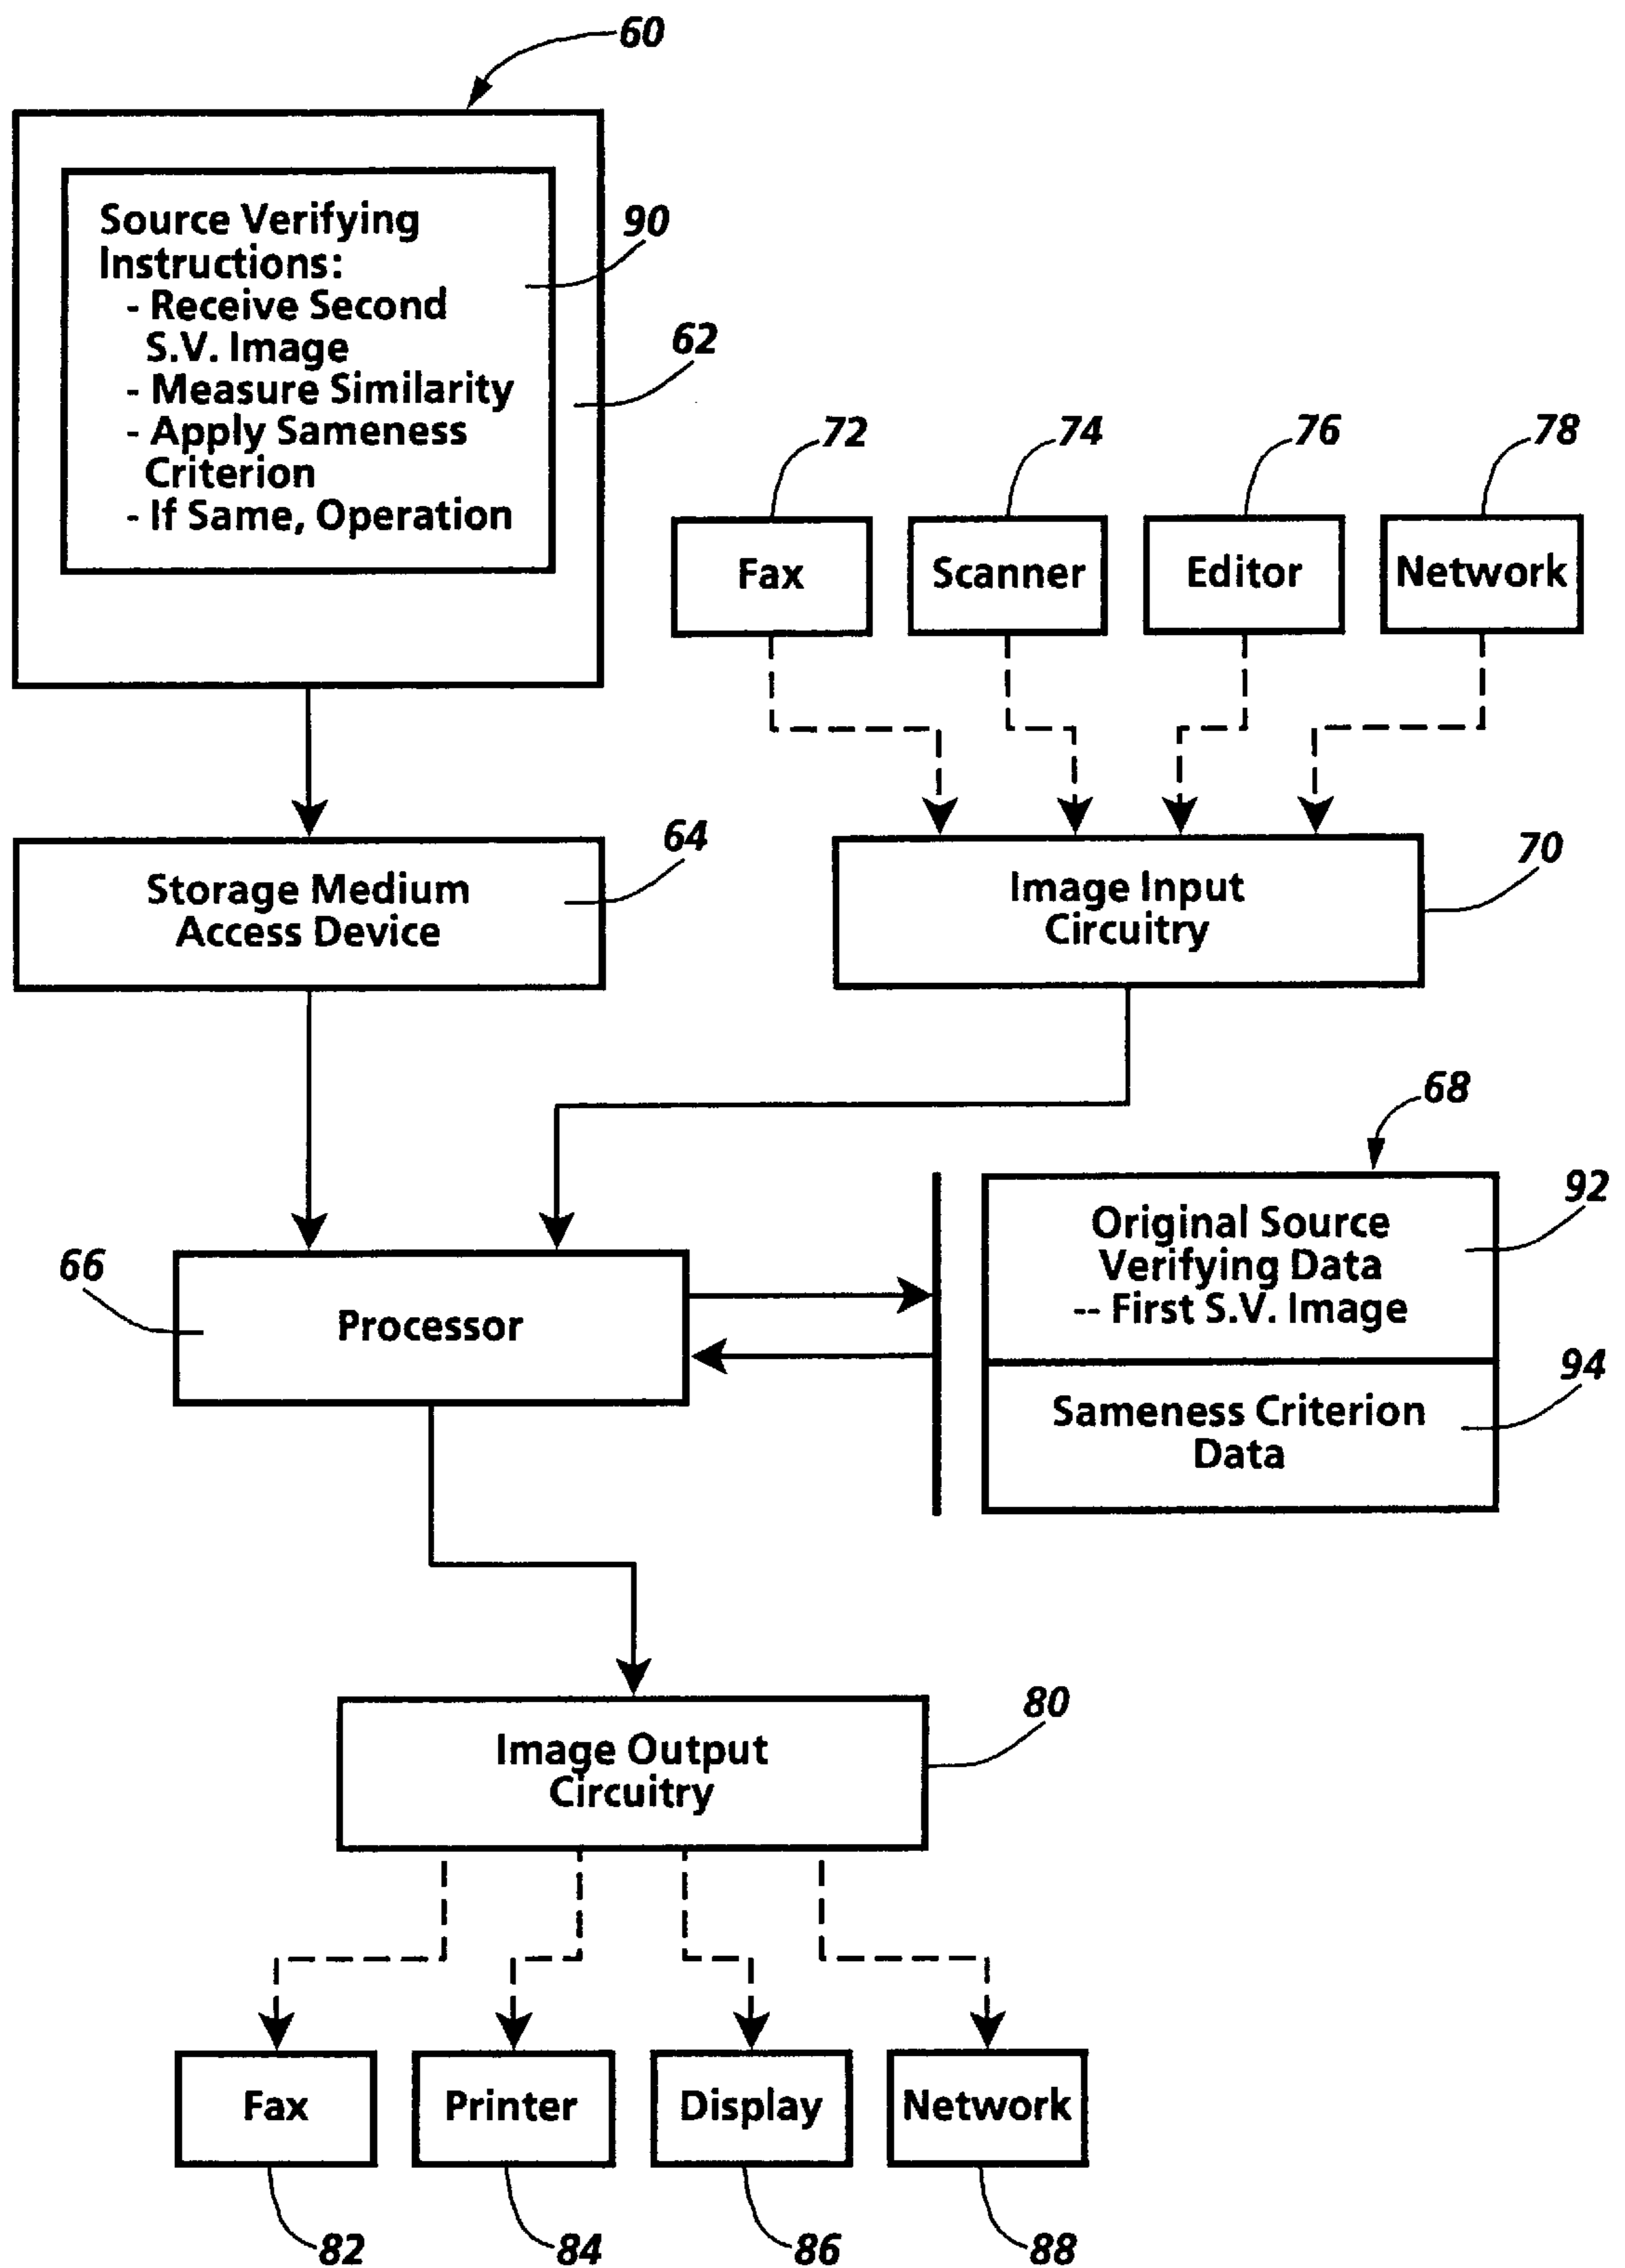 60
Source Verifying
Instructions:
- Receive Second
S.V. Image
- Measure Similarity
- Apply Sameness
Criterion
- If Same, Operation
90
62
72
74
76
78
Fax
Scanner
Editor
Network
64
Storage Medium
Access Device
70
Image Input
Circuitry
68
66
Processor
92
Original Source
Verifying Data
-- First S.V. Image
94
Sameness Criterion
Data
80
Image Output
Circuitry
Fax
Printer
Display
Network
82
84
86
88